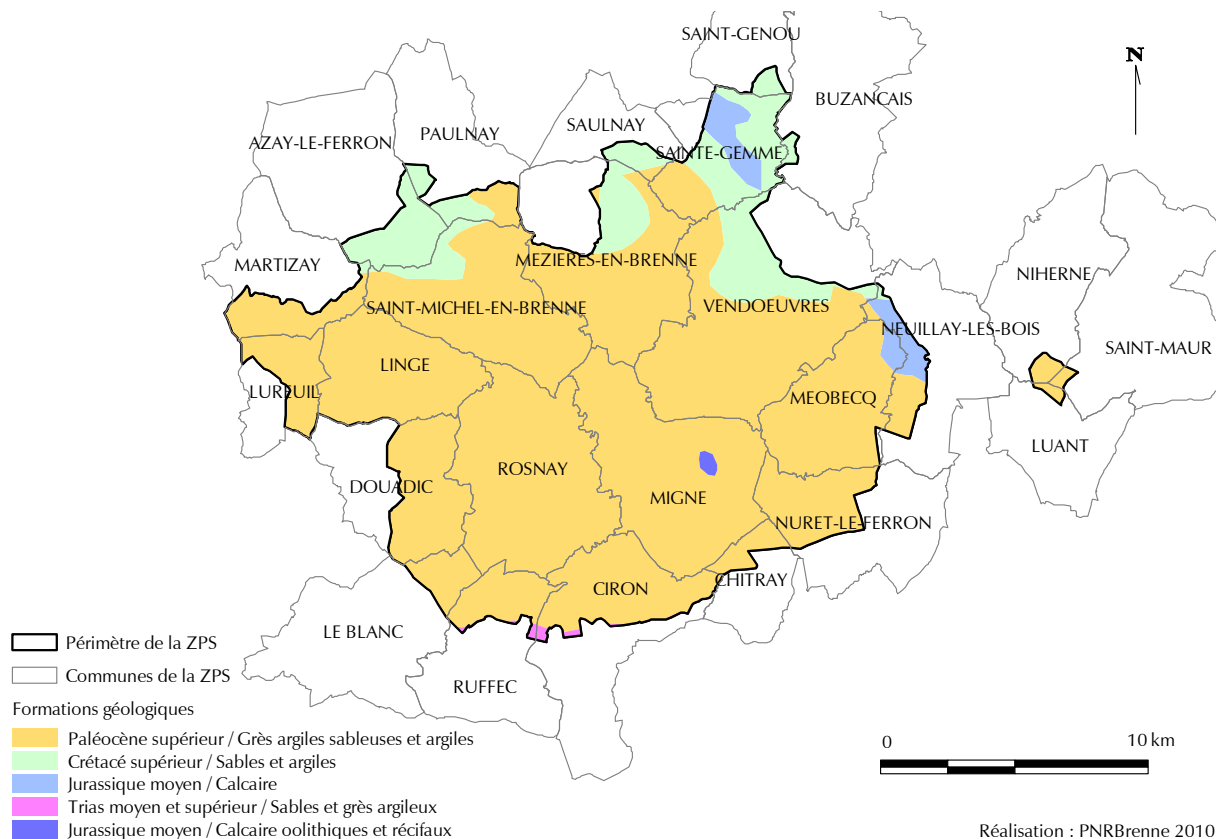 SAINT-GENOU
N
BUZANCAIS
SAULNAY
PAULNAY
AZAY-LE-FERRON
SAINTE-GEMME
MEZIERES-EN-BRENNE
MARTIZAY
NIHERNE
SAINT-MICHEL-EN-BRENNE
VENDOEUVRES
NEUILLAY-LES-BOIS
SAINT-MAUR
LINGE
LUREUIL
MEOBECQ
LUANT
ROSNAY
DOUADIC
MIGNE
NURET-LE-FERRON
CHITRAY
CIRON
LE BLANC
RUFFEC
Périmètre de la ZPS
Communes de la ZPS
Formations géologiques
Paléocène supérieur / Grès argiles sableuses et argiles
Crétacé supérieur / Sables et argiles
Jurassique moyen / Calcaire
Trias moyen et supérieur / Sables et grès argileux
Jurassique moyen / Calcaire oolithiques et récifaux
0 10 km
Réalisation : PNRBrenne 2010